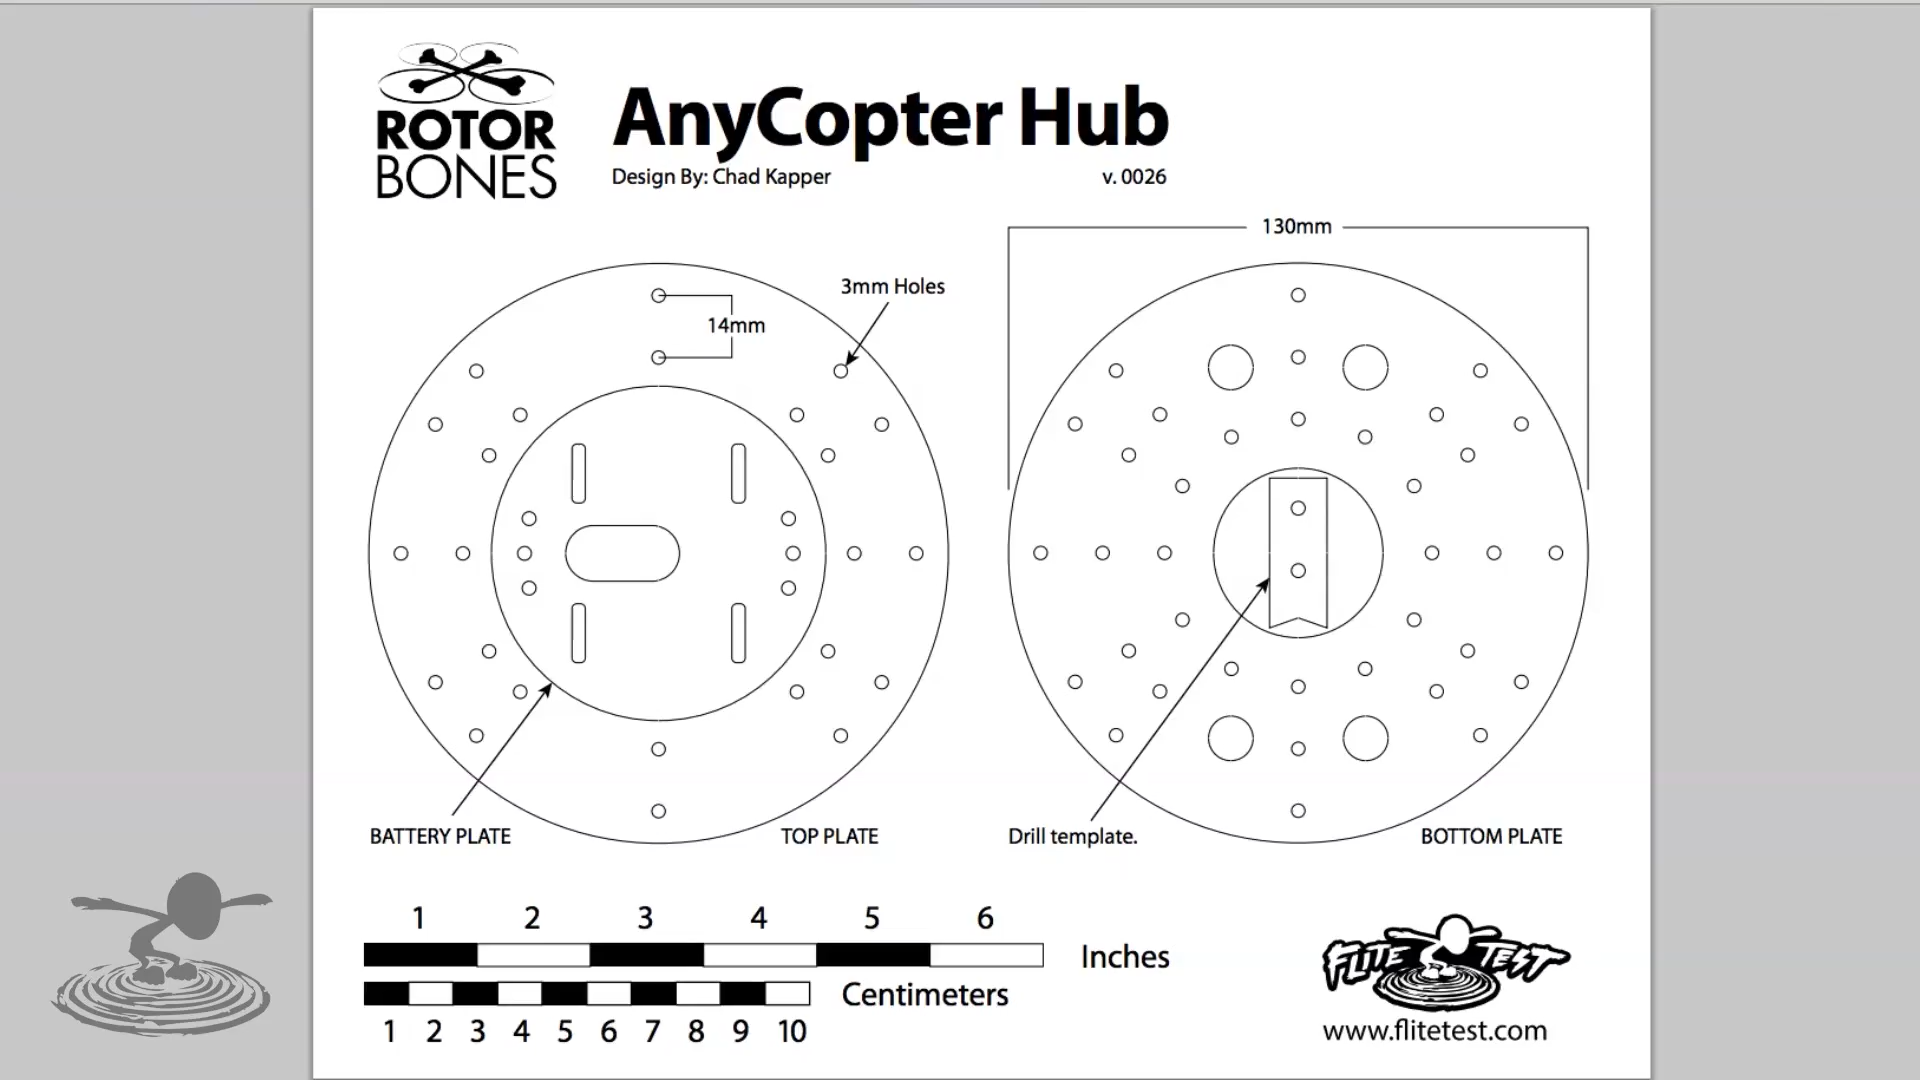 ROTOR
BONES
AnyCopter Hub
Design By: Chad Kapper
v. 0026
130mm
3mm Holes
14mm
BATTERY PLATE
TOP PLATE
Drill template.
BOTTOM PLATE
1 2 3 4 5 6
Inches
Centimeters
1 2 3 4 5 6 7 8 9 10
FLITE TEST
www.flitetest.com